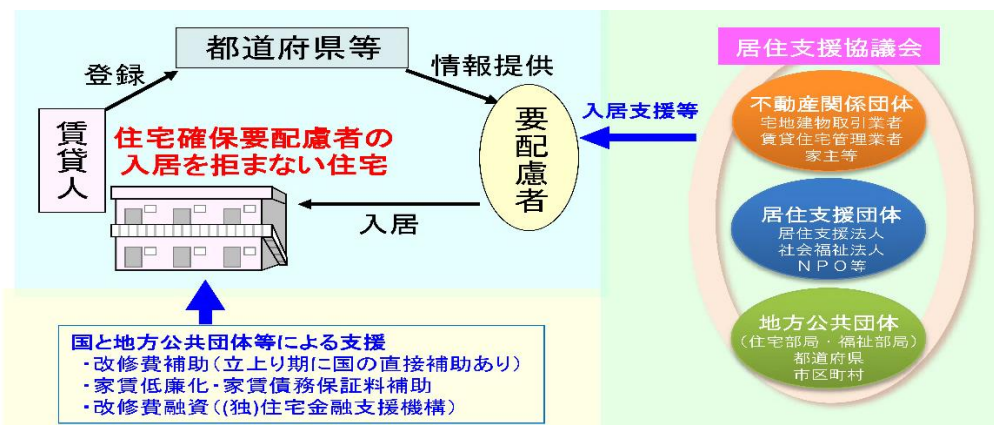 都道府県等
登録
情報提供
賃貸人
住宅確保要配慮者の
入居を拒まない住宅
要配慮者
入居
入居支援等
国と地方公共団体等による支援
・改修費補助(立上り期に国の直接補助あり)
・家賃低廉化・家賃債務保証料補助
・改修費融資((独)住宅金融支援機構)
居住支援協議会
不動産関係団体
宅地建物取引業者
賃貸住宅管理業者
家主等
居住支援団体
居住支援法人
社会福祉法人
NPO等
地方公共団体
(住宅部局・福祉部局)
都道府県
市区町村